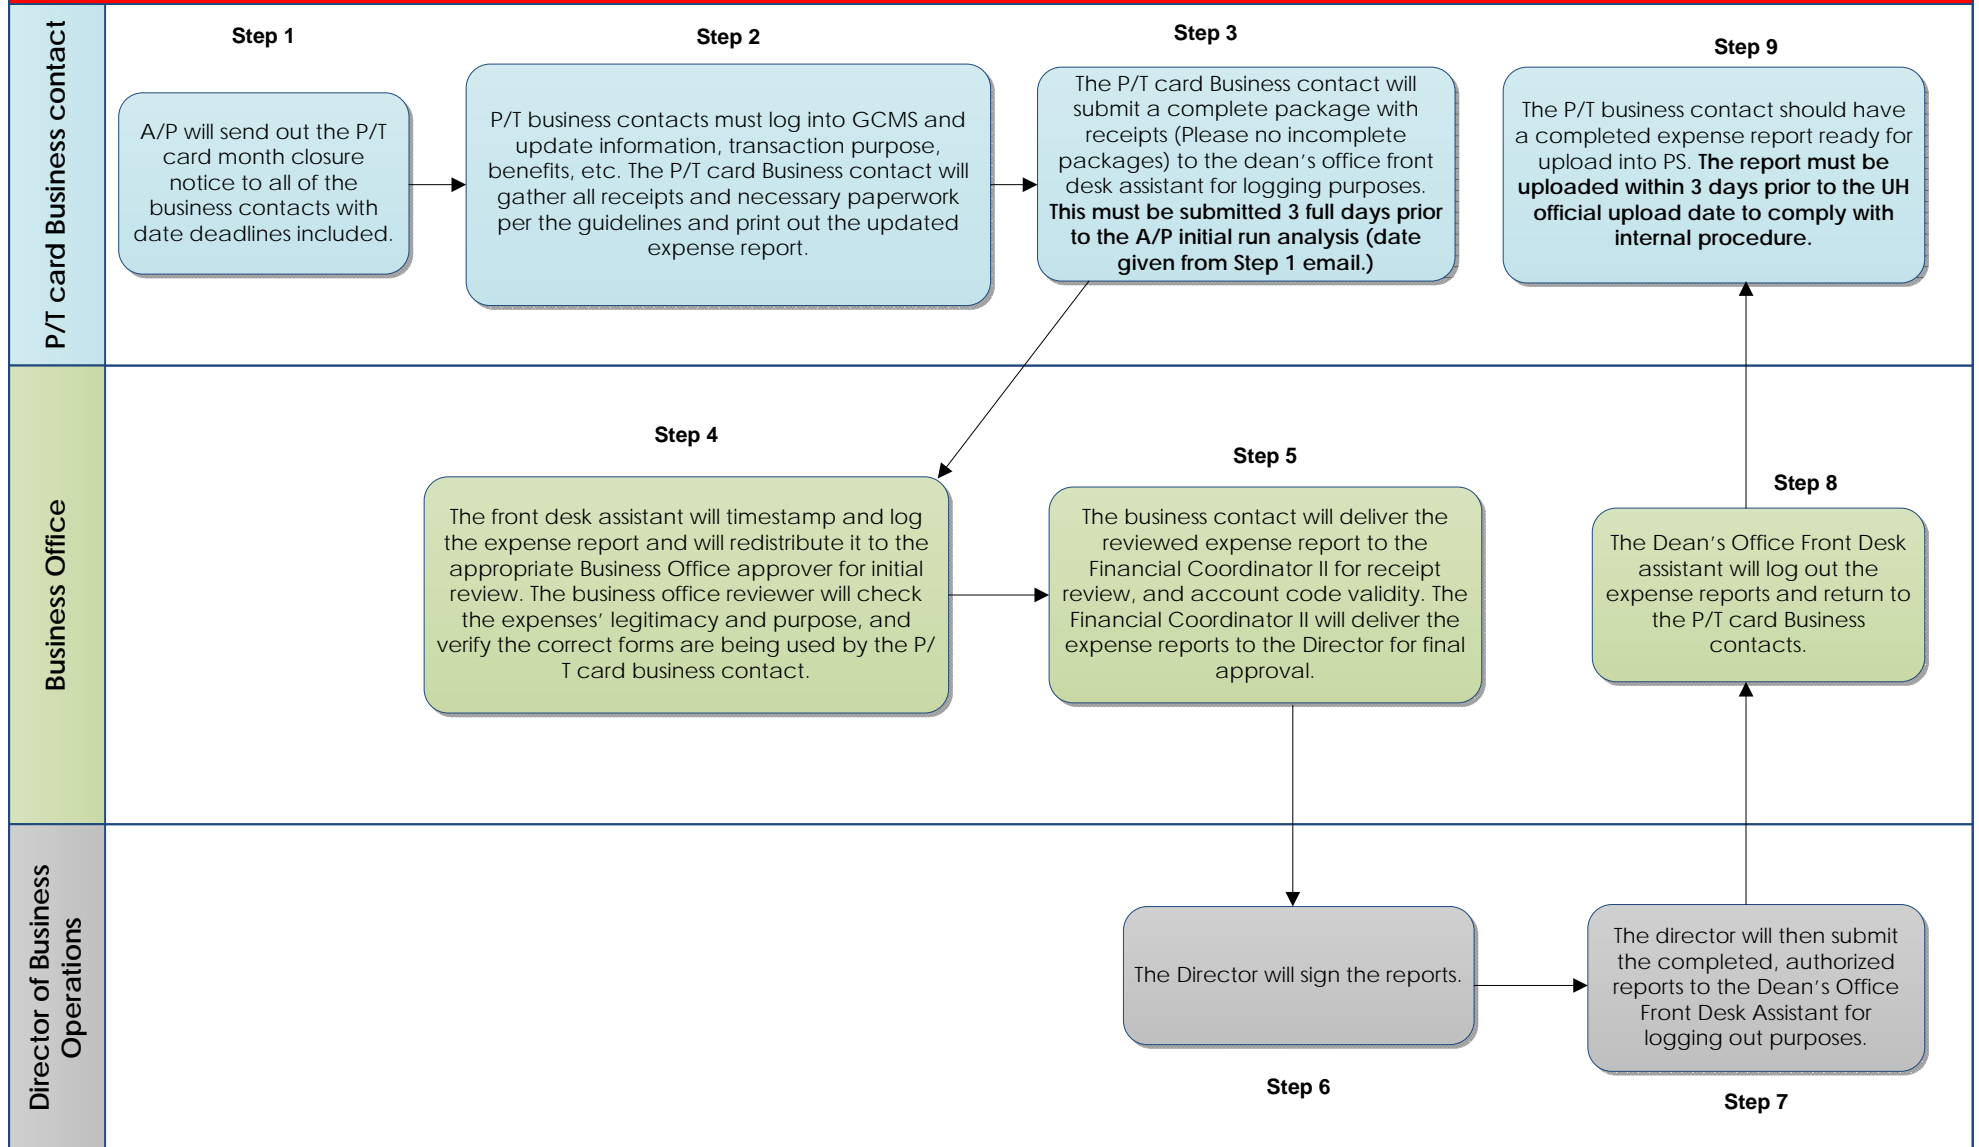 P/T card Business contact
Step 1
A/P will send out the P/T
card month closure
notice to all of the
business contacts with
date deadlines included.
Step 2
P/T business contacts must log into GCMS and
update information, transaction purpose,
benefits, etc. The P/T card Business contact will
gather all receipts and necessary paperwork
per the guidelines and print out the updated
expense report.
Step 3
The P/T card Business contact will
submit a complete package with
receipts (Please no incomplete
packages) to the dean’s office front
desk assistant for logging purposes.
This must be submitted 3 full days prior
to the A/P initial run analysis (date
given from Step 1 email.)
Step 9
The P/T business contact should have
a completed expense report ready for
upload into PS. The report must be
uploaded within 3 days prior to the UH
official upload date to comply with
internal procedure.
Business Office
Step 4
The front desk assistant will timestamp and log
the expense report and will redistribute it to the
appropriate Business Office approver for initial
review. The business office reviewer will check
the expenses’ legitimacy and purpose, and
verify the correct forms are being used by the P/
T card business contact.
Step 5
The business contact will deliver the
reviewed expense report to the
Financial Coordinator II for receipt
review, and account code validity. The
Financial Coordinator II will deliver the
expense reports to the Director for final
approval.
Step 8
The Dean’s Office Front Desk
assistant will log out the
expense reports and return to
the P/T card Business
contacts.
Director of Business
Operations
The Director will sign the reports.
Step 6
The director will then submit
the completed, authorized
reports to the Dean’s Office
Front Desk Assistant for
logging out purposes.
Step 7